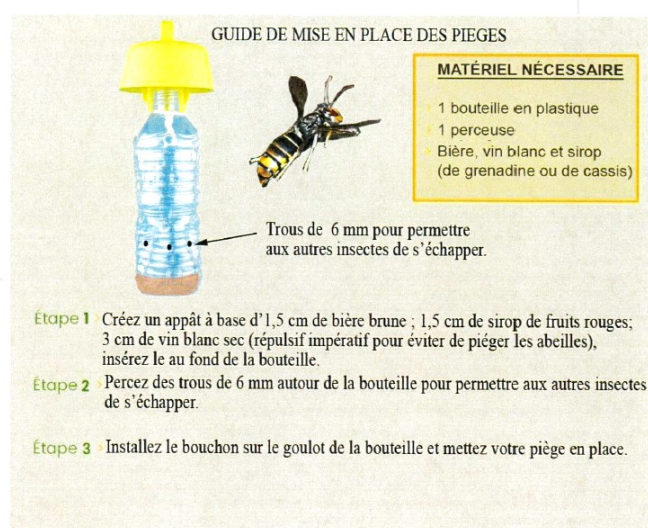 GUIDE DE MISE EN PLACE DES PIEGES
MATÉRIEL NÉCESSAIRE
1 bouteille en plastique
1 perceuse
Bière, vin blanc et sirop
(de grenadine ou de cassis)
Trous de 6 mm pour permettre
aux autres insectes de s'échapper.
Étape 1 Créez un appât à base d'1,5 cm de bière brune ; 1,5 cm de sirop de fruits rouges;
3 cm de vin blanc sec (répulsif impératif pour éviter de piéger les abeilles),
insérez le au fond de la bouteille.
Étape 2 Percez des trous de 6 mm autour de la bouteille pour permettre aux autres insectes
de s'échapper.
Étape 3 Installez le bouchon sur le goulot de la bouteille et mettez votre piège en place.